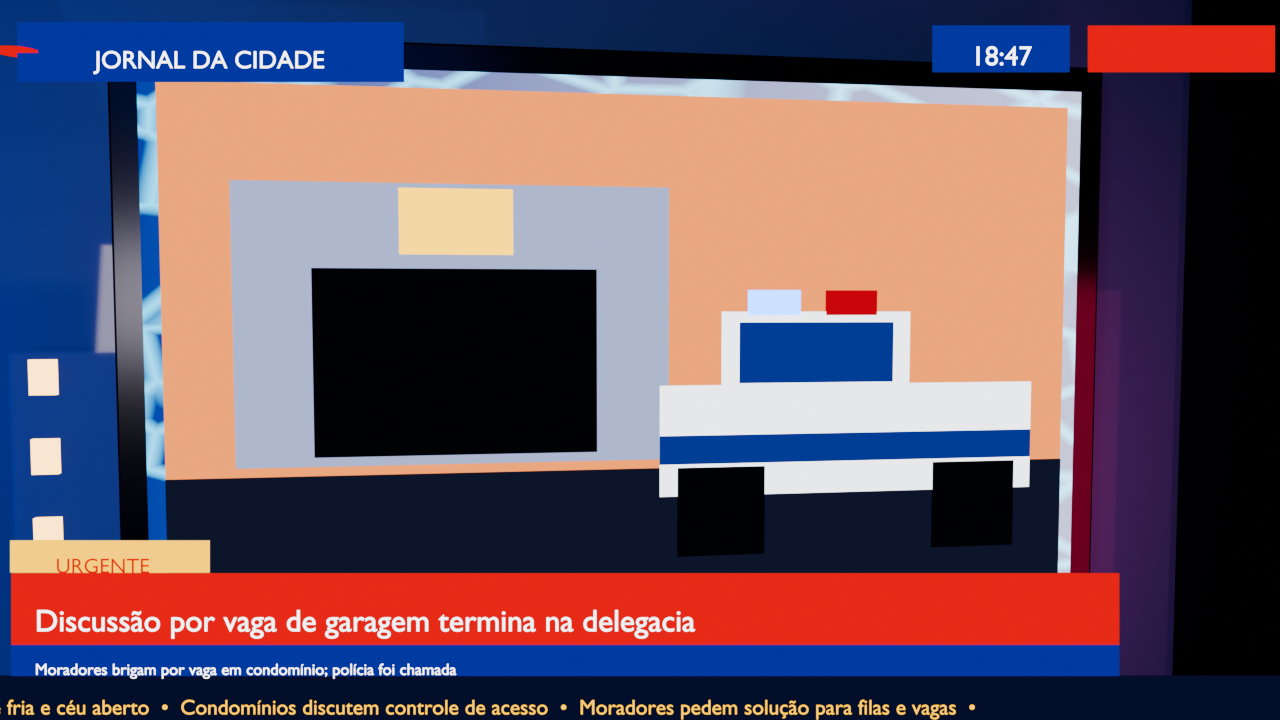 JORNAL DA CIDADE
18:47
URGENTE
Discussão por vaga de garagem termina na delegacia
Moradores brigam por vaga em condomínio; polícia foi chamada
fria e céu aberto • Condomínios discutem controle de acesso • Moradores pedem solução para filas e vagas •